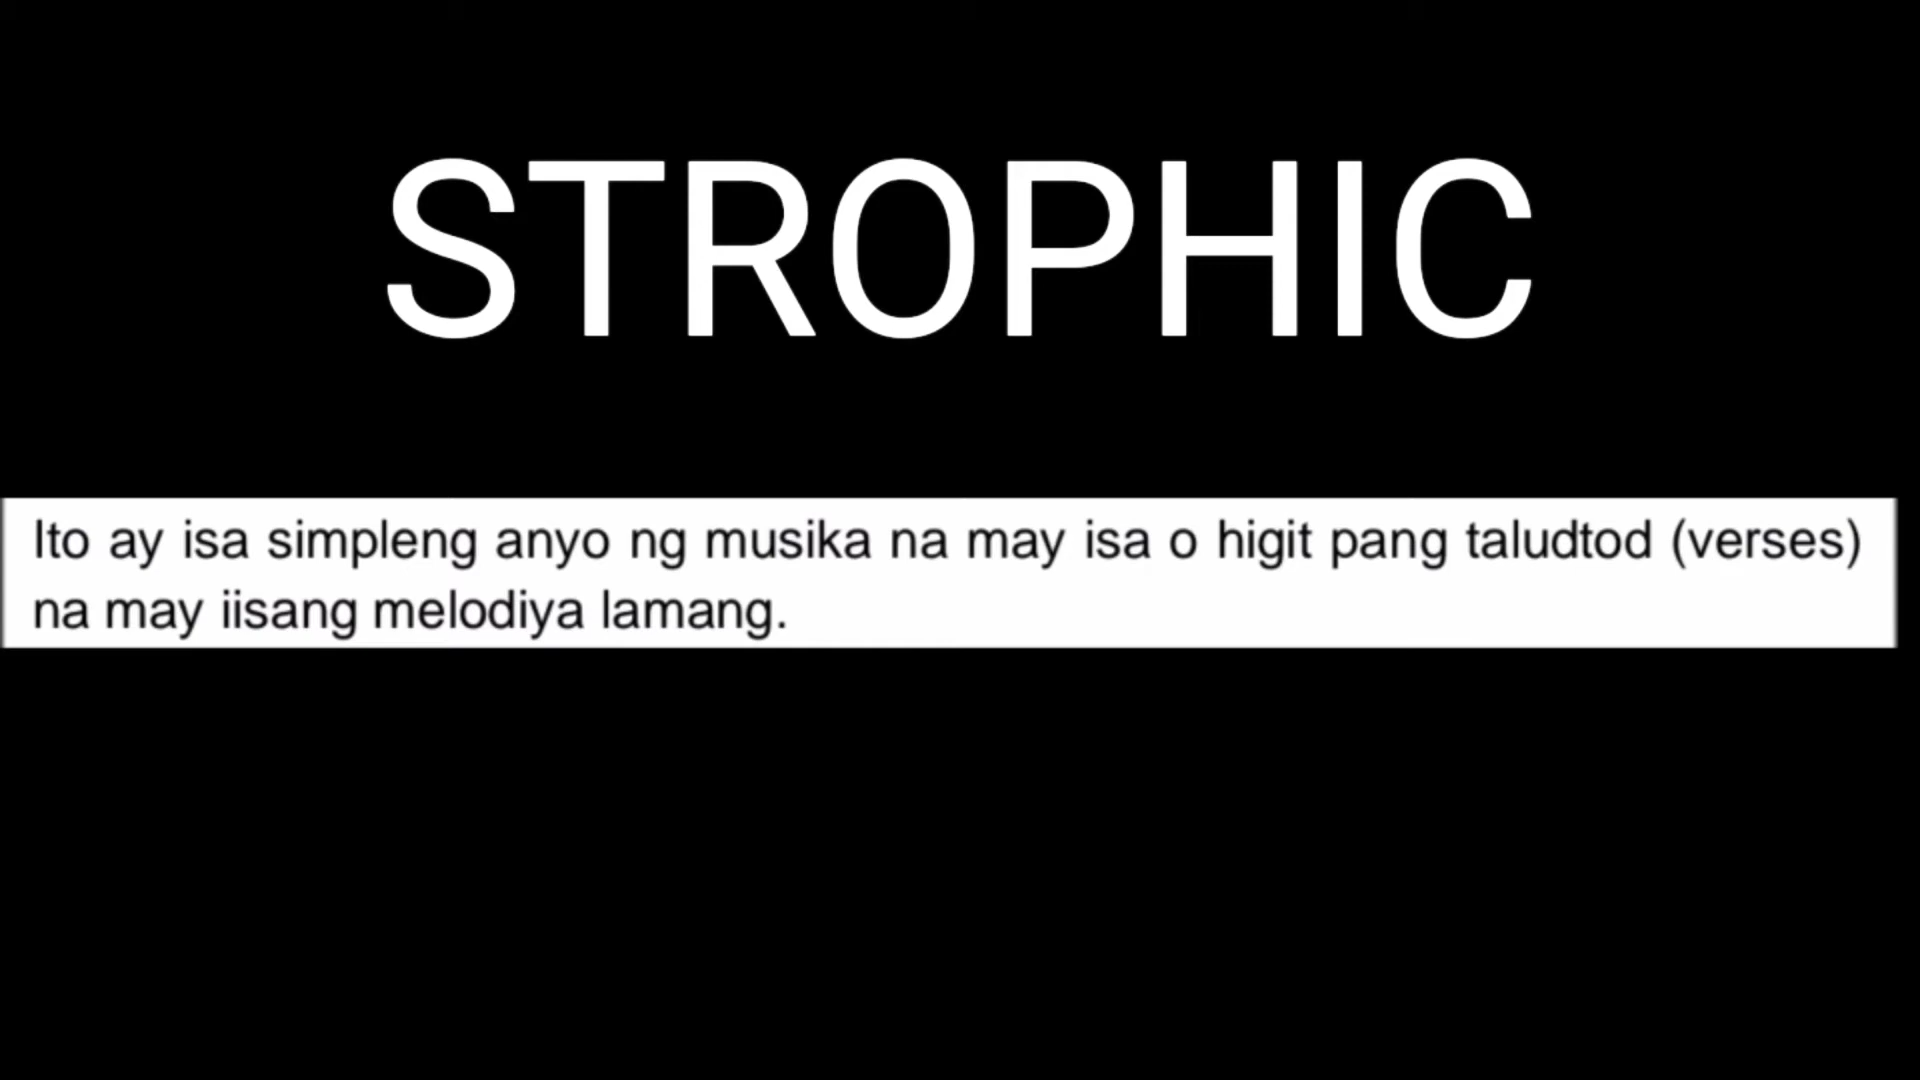 STROPHIC
Ito ay isa simpleng anyo ng musika na may isa o higit pang taludtod (verses)
na may iisang melodiya lamang.